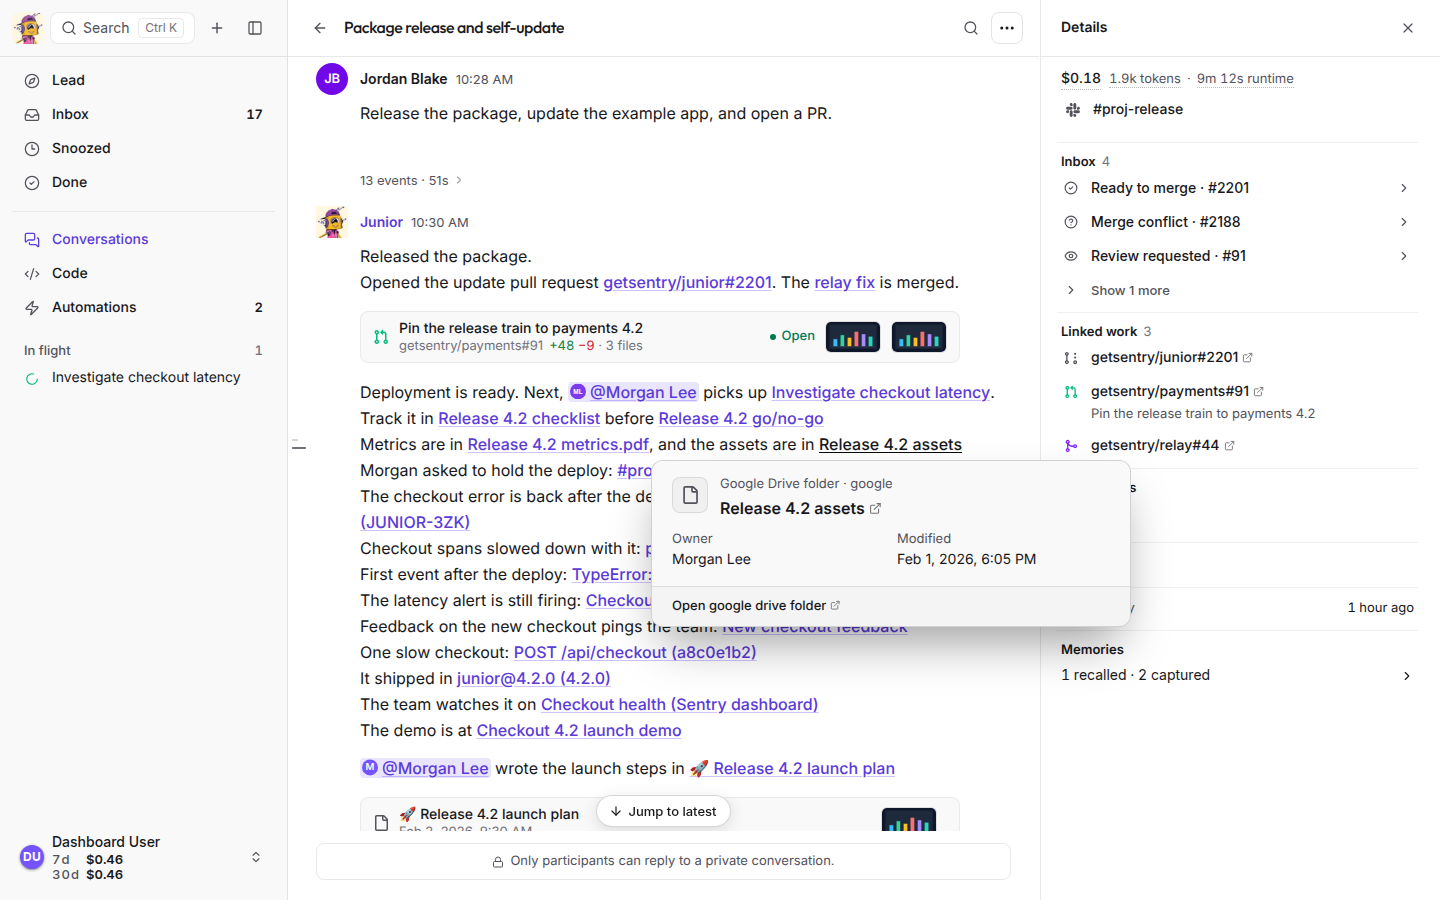 Search
Ctrl K
Lead
Inbox
17
Snoozed
Done
Conversations
Code
Automations
2
In flight
1
Investigate checkout latency
DU
Dashboard User
7d $0.46
30d $0.46
Package release and self-update
JB
Jordan Blake 10:28 AM
Release the package, update the example app, and open a PR.
13 events · 51s
Junior 10:30 AM
Released the package.
Opened the update pull request getsentry/junior#2201. The relay fix is merged.
Pin the release train to payments 4.2
getsentry/payments#91 +48 −9 · 3 files
Open
Deployment is ready. Next, ML @Morgan Lee picks up Investigate checkout latency.
Track it in Release 4.2 checklist before Release 4.2 go/no-go
Metrics are in Release 4.2 metrics.pdf, and the assets are in Release 4.2 assets
Morgan asked to hold the deploy:
The checkout error is back after the
(JUNIOR-3ZK)
Checkout spans slowed down with it:
First event after the deploy: TypeError:
The latency alert is still firing:
Feedback on the new checkout pings the team: New checkout feedback
One slow checkout: POST /api/checkout (a8c0e1b2)
It shipped in junior@4.2.0 (4.2.0)
The team watches it on Checkout health (Sentry dashboard)
The demo is at Checkout 4.2 launch demo
M @Morgan Lee wrote the launch steps in 🚀 Release 4.2 launch plan
🚀 Release 4.2 launch plan
Feb 2, 2026, 9:30 AM
Jump to latest
Only participants can reply to a private conversation.
Google Drive folder · google
Release 4.2 assets
Owner
Morgan Lee
Modified
Feb 1, 2026, 6:05 PM
Open google drive folder
Details
$0.18 1.9k tokens · 9m 12s runtime
#proj-release
Inbox 4
Ready to merge · #2201
Merge conflict · #2188
Review requested · #91
Show 1 more
Linked work 3
getsentry/junior#2201
getsentry/payments#91
Pin the release train to payments 4.2
getsentry/relay#44
1 hour ago
Memories
1 recalled · 2 captured